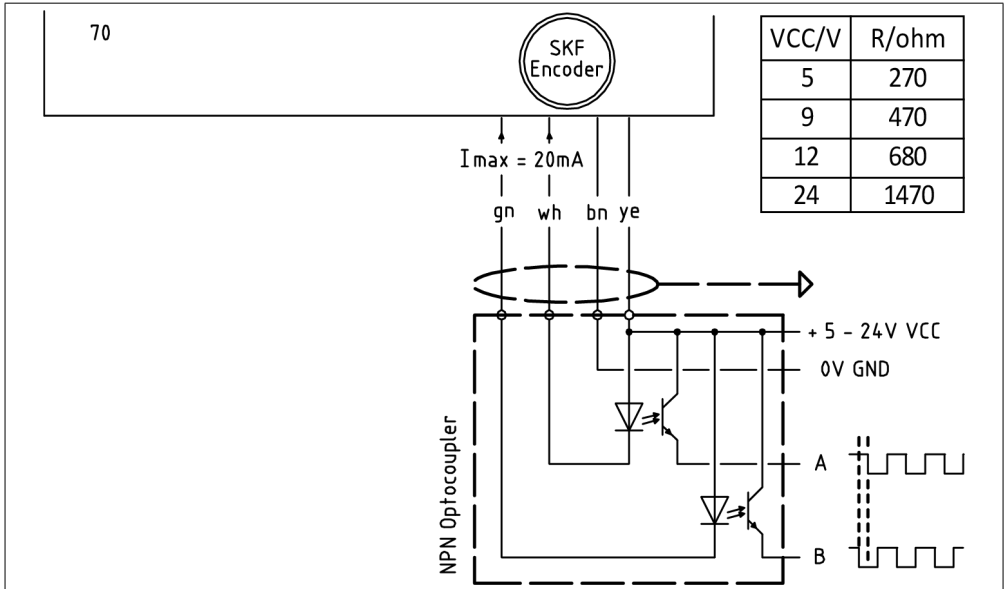 70
SKF
Encoder
VCC/V R/ohm
5 270
9 470
12 680
24 1470
Imax = 20mA
gn wh bn ye
+ 5 - 24V VCC
0V GND
NPN Optocoupler
A
B